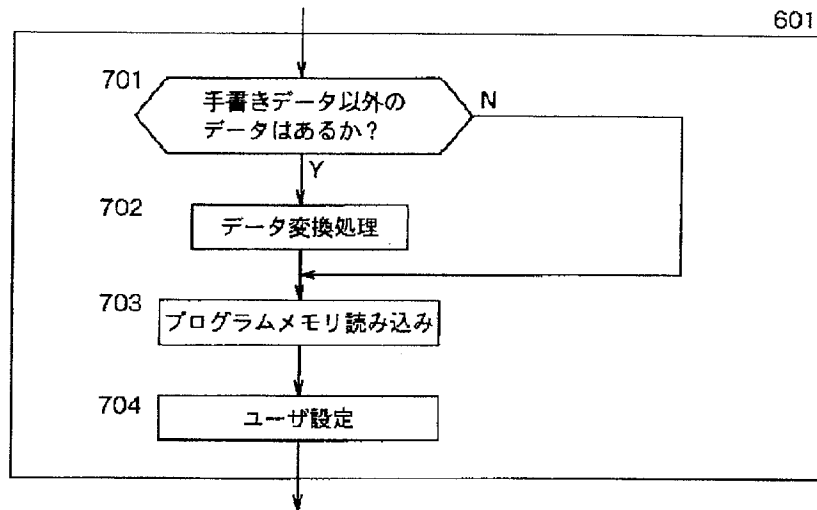 601
701
手書きデータ以外の
データはあるか？
N
Y
702
データ変換処理
703
プログラムメモリ読み込み
704
ユーザ設定